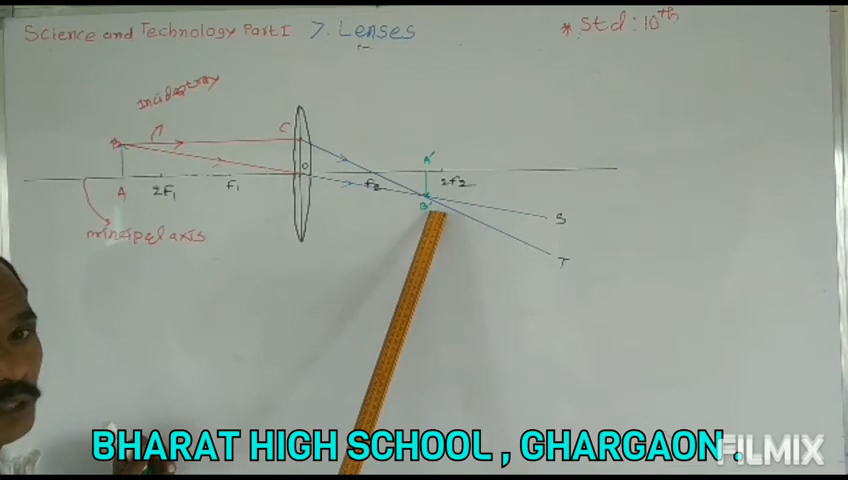 Science and Technology Part I 7. Lenses
* Std : 10th
Incident ray
B
C
A'
A
2F1
F1
O
F2
2F2
B'
S
T
principal axis
BHARAT HIGH SCHOOL , GHARGAON .
FILMIX